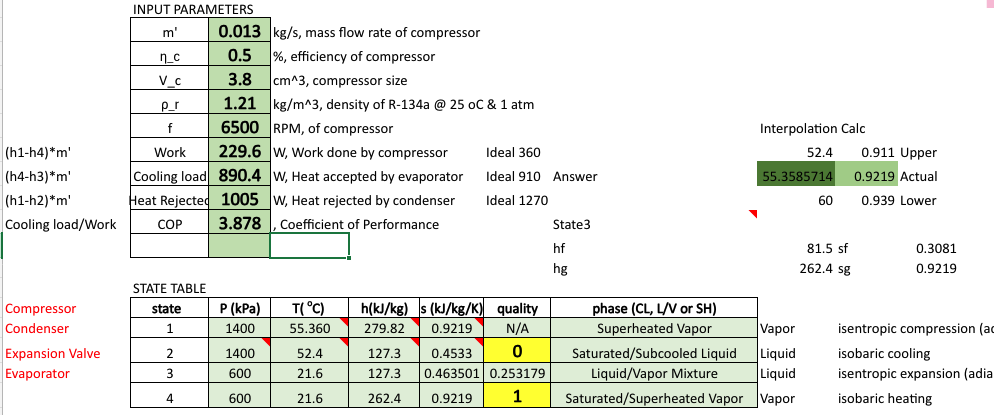 INPUT PARAMETERS
m' 0.013 kg/s, mass flow rate of compressor
η_c 0.5 %, efficiency of compressor
V_c 3.8 cm^3, compressor size
ρ_r 1.21 kg/m^3, density of R-134a @ 25 oC & 1 atm
f 6500 RPM, of compressor Interpolation Calc
(h1-h4)*m' Work 229.6 W, Work done by compressor Ideal 360 52.4 0.911 Upper
(h4-h3)*m' Cooling load 890.4 W, Heat accepted by evaporator Ideal 910 Answer 55.3585714 0.9219 Actual
(h1-h2)*m' Heat Rejected 1005 W, Heat rejected by condenser Ideal 1270 60 0.939 Lower
Cooling load/Work COP 3.878 , Coefficient of Performance State3
hf 81.5 sf 0.3081
hg 262.4 sg 0.9219
STATE TABLE
Compressor state P (kPa) T( °C) h(kJ/kg) s (kJ/kg/K) quality phase (CL, L/V or SH)
Condenser 1 1400 55.360 279.82 0.9219 N/A Superheated Vapor Vapor isentropic compression
Expansion Valve 2 1400 52.4 127.3 0.4533 0 Saturated/Subcooled Liquid Liquid isobaric cooling
Evaporator 3 600 21.6 127.3 0.463501 0.253179 Liquid/Vapor Mixture Liquid isentropic expansion
4 600 21.6 262.4 0.9219 1 Saturated/Superheated Vapor Vapor isobaric heating